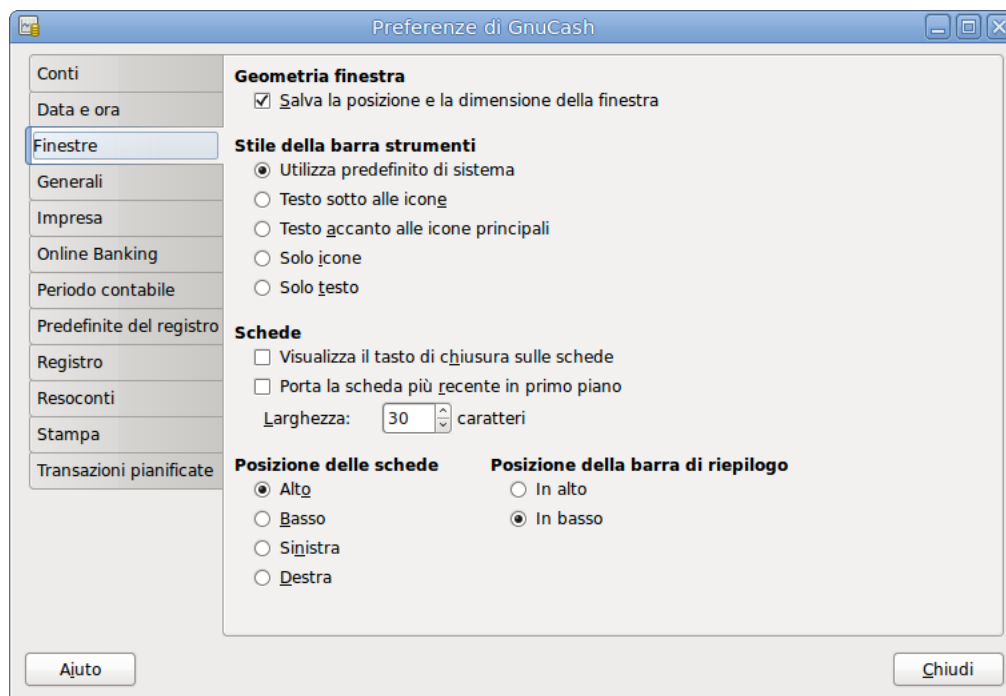 Preferenze di GnuCash
Conti
Data e ora
Finestre
Generali
Impresa
Online Banking
Periodo contabile
Predefinite del registro
Registro
Resoconti
Stampa
Transazioni pianificate
Geometria finestra
Salva la posizione e la dimensione della finestra
Stile della barra strumenti
Utilizza predefinito di sistema
Testo sotto alle icone
Testo accanto alle icone principali
Solo icone
Solo testo
Schede
Visualizza il tasto di chiusura sulle schede
Porta la scheda più recente in primo piano
Larghezza: 30 caratteri
Posizione delle schede
Alto
Basso
Sinistra
Destra
Posizione della barra di riepilogo
In alto
In basso
Aiuto
Chiudi